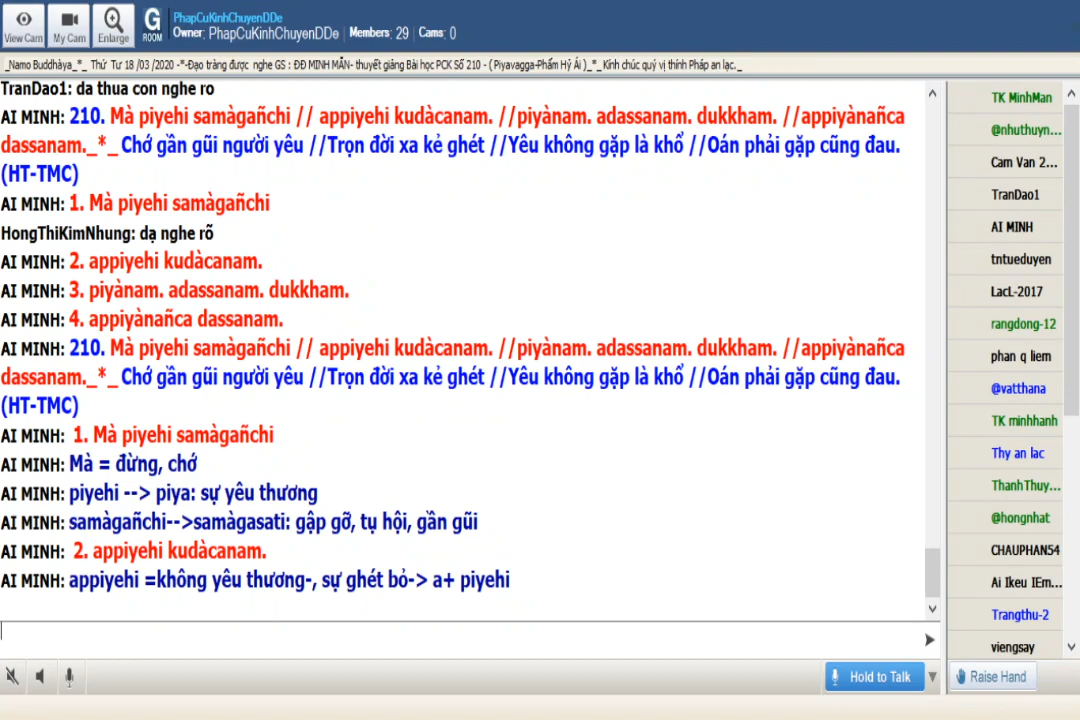 PhapCuKinhChuyenDDe
View Cam
My Cam
Enlarge
G
ROOM
Owner: PhapCuKinhChuyenDDe | Members: 29 | Cams: 0
_Namo Buddhàya_*_ Thứ Tư 18 /03 /2020 -*-Đạo tràng được nghe GS : ĐĐ MINH MẪN- thuyết giảng Bài học PCK Số 210 - ( Piyavagga-Phẩm Hỷ Ái )_*_Kính chúc quý vị thính Pháp an lạc._
TranDao1: da thua con nghe ro
AI MINH: 210. Mà piyehi samàgañchi // appiyehi kudàcanam. //piyànam. adassanam. dukkham. //appiyànañca
dassanam._*_Chớ gần gũi người yêu //Trọn đời xa kẻ ghét //Yêu không gặp là khổ //Oán phải gặp cũng đau.
(HT-TMC)
AI MINH: 1. Mà piyehi samàgañchi
HongThiKimNhung: dạ nghe rõ
AI MINH: 2. appiyehi kudàcanam.
AI MINH: 3. piyànam. adassanam. dukkham.
AI MINH: 4. appiyànañca dassanam.
AI MINH: 210. Mà piyehi samàgañchi // appiyehi kudàcanam. //piyànam. adassanam. dukkham. //appiyànañca
dassanam._*_Chớ gần gũi người yêu //Trọn đời xa kẻ ghét //Yêu không gặp là khổ //Oán phải gặp cũng đau.
(HT-TMC)
AI MINH: 1. Mà piyehi samàgañchi
AI MINH: Mà = đừng, chớ
AI MINH: piyehi --> piya: sự yêu thương
AI MINH: samàgañchi-->samàgasati: gập gỡ, tụ hội, gần gũi
AI MINH: 2. appiyehi kudàcanam.
AI MINH: appiyehi =không yêu thương-, sự ghét bỏ-> a+ piyehi
TK MinhMan
@nhuthuyn...
Cam Van 2...
TranDao1
AI MINH
tntueduyen
LacL-2017
rangdong-12
phan q liem
@vatthana
TK minhhanh
Thy an lac
ThanhThuy...
@hongnhat
CHAUPHAN54
Ai Ikeu IEm...
Trangthu-2
viengsay
Hold to Talk
Raise Hand